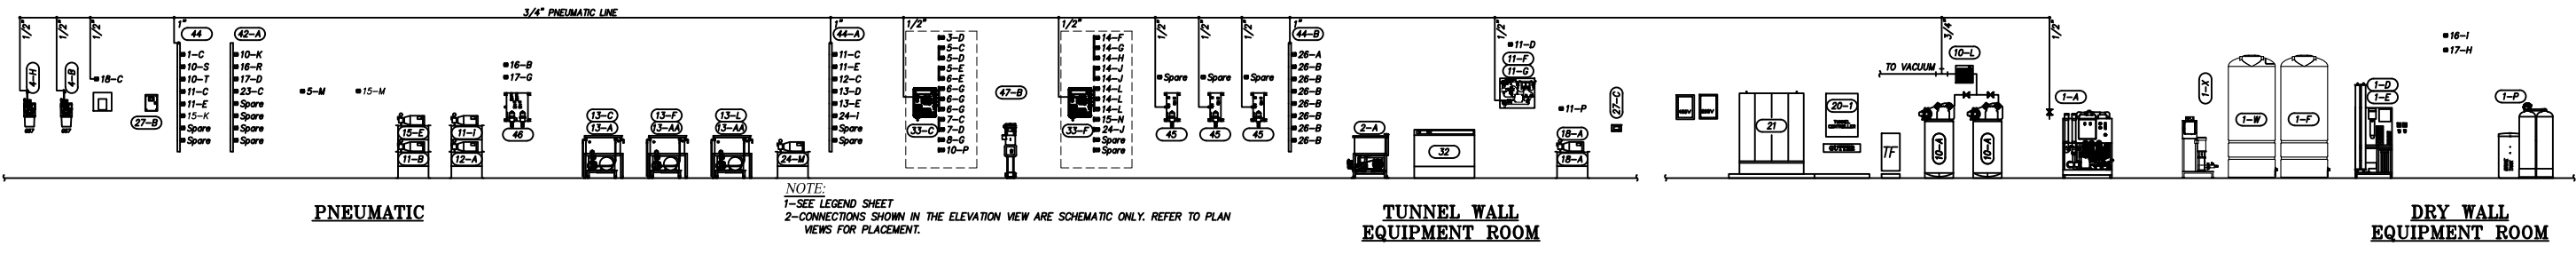 3/4" PNEUMATIC LINE
1/2"
1/2"
1/2"
1"
1"
1/2"
1/2"
1/2"
1/2"
1/2"
1"
1/2"
3/4
1/2"
4-H
4-B
18-C
27-B
44
1-C
10-S
10-T
11-C
11-E
15-K
Spare
Spare
42-A
10-K
16-R
17-D
23-C
Spare
Spare
Spare
Spare
5-M
15-M
15-E
11-B
11-I
12-A
16-B
17-G
46
13-C
13-A
13-F
13-AA
13-L
13-AA
24-M
44-A
11-C
11-E
12-C
13-D
13-E
24-I
Spare
Spare
33-C
3-D
5-C
5-D
5-E
6-E
6-G
6-G
6-G
7-C
7-D
8-G
10-P
47-B
33-F
14-F
14-G
14-H
14-J
14-J
14-L
14-L
14-L
15-N
24-J
Spare
Spare
Spare
45
Spare
45
Spare
45
44-B
26-A
26-B
26-B
26-B
26-B
26-B
26-B
26-B
2-A
32
11-D
11-F
11-G
11-P
18-A
18-A
27-C
21
20-1
TUNNEL
CONTROLLER
GUTTER
TF
TO VACUUM
10-L
10-A
10-A
1-A
1-X
1-W
1-F
1-D
1-E
16-I
17-H
1-P
NOTE:
1-SEE LEGEND SHEET
2-CONNECTIONS SHOWN IN THE ELEVATION VIEW ARE SCHEMATIC ONLY. REFER TO PLAN
VIEWS FOR PLACEMENT.
PNEUMATIC
TUNNEL WALL
EQUIPMENT ROOM
DRY WALL
EQUIPMENT ROOM